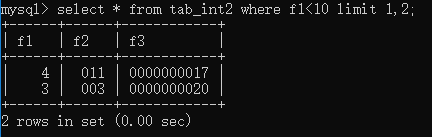 mysql> select * from tab_int2 where f1<10 limit 1,2;
+------+------+------------+
| f1   | f2   | f3         |
+------+------+------------+
|    4 |  011 | 0000000017 |
|    3 |  003 | 0000000020 |
+------+------+------------+
2 rows in set (0.00 sec)